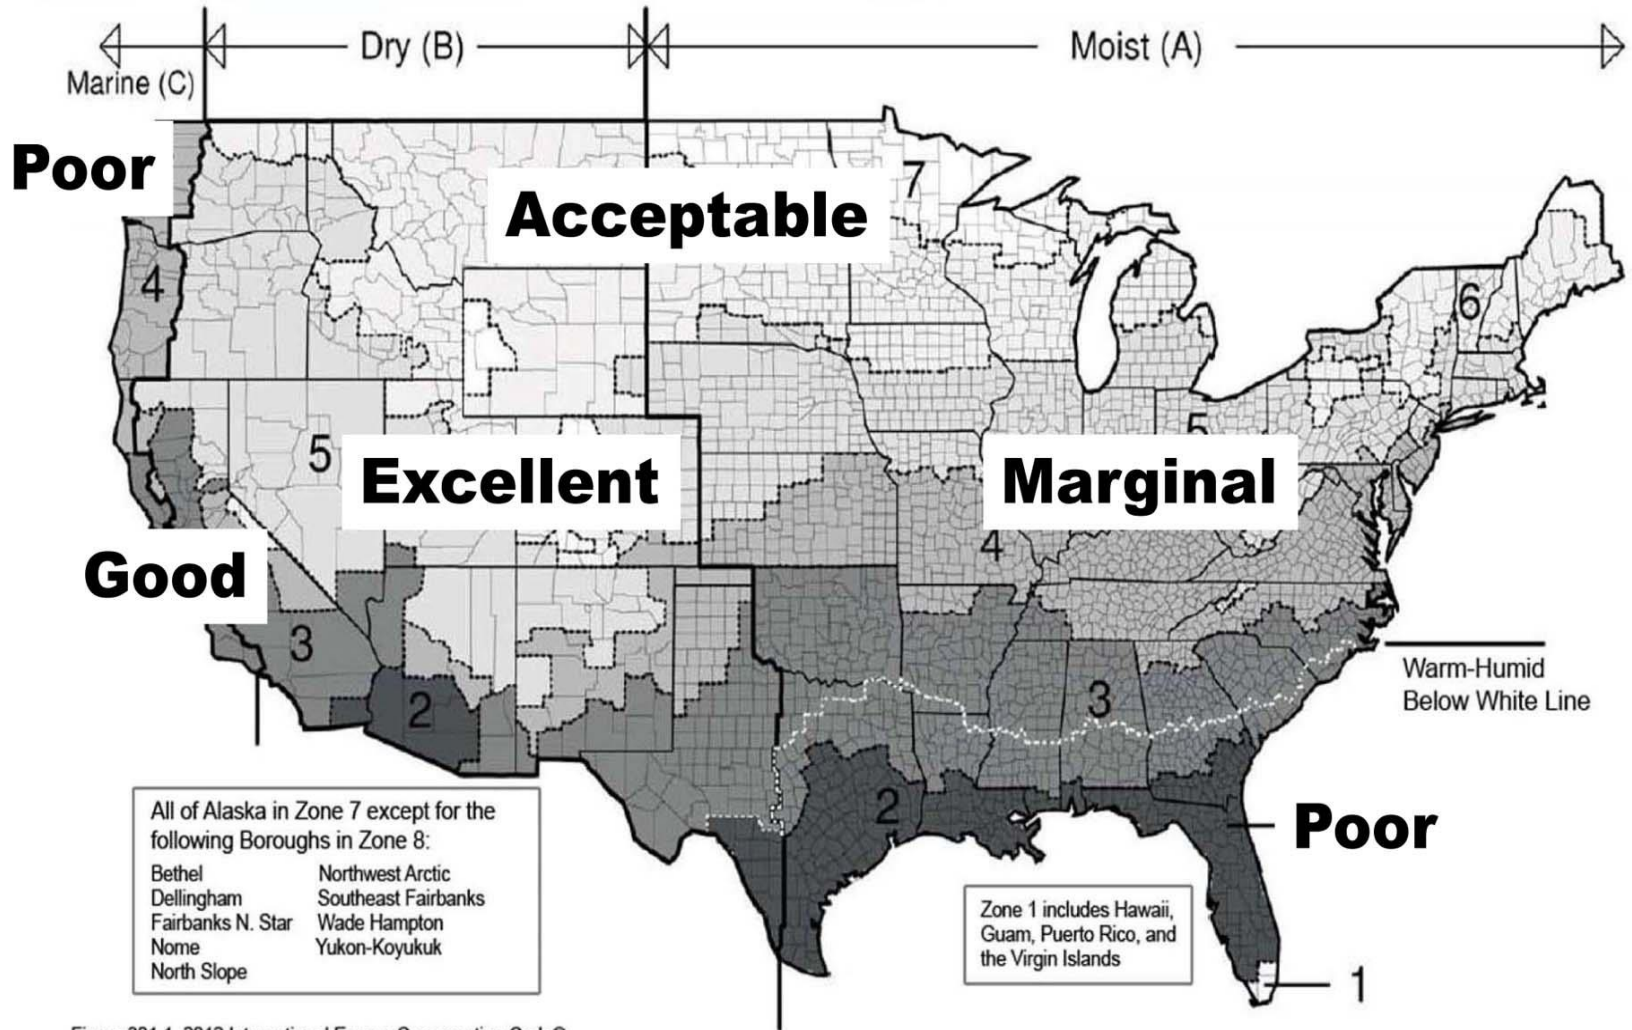 Dry (B)
Moist (A)
Marine (C)
Poor
Acceptable
7
4
6
5
Excellent
5
Marginal
4
Good
3
2
3
2
Warm-Humid
Below White Line
Poor
1
All of Alaska in Zone 7 except for the
following Boroughs in Zone 8:
Bethel Northwest Arctic
Dellingham Southeast Fairbanks
Fairbanks N. Star Wade Hampton
Nome Yukon-Koyukuk
North Slope
Zone 1 includes Hawaii,
Guam, Puerto Rico, and
the Virgin Islands